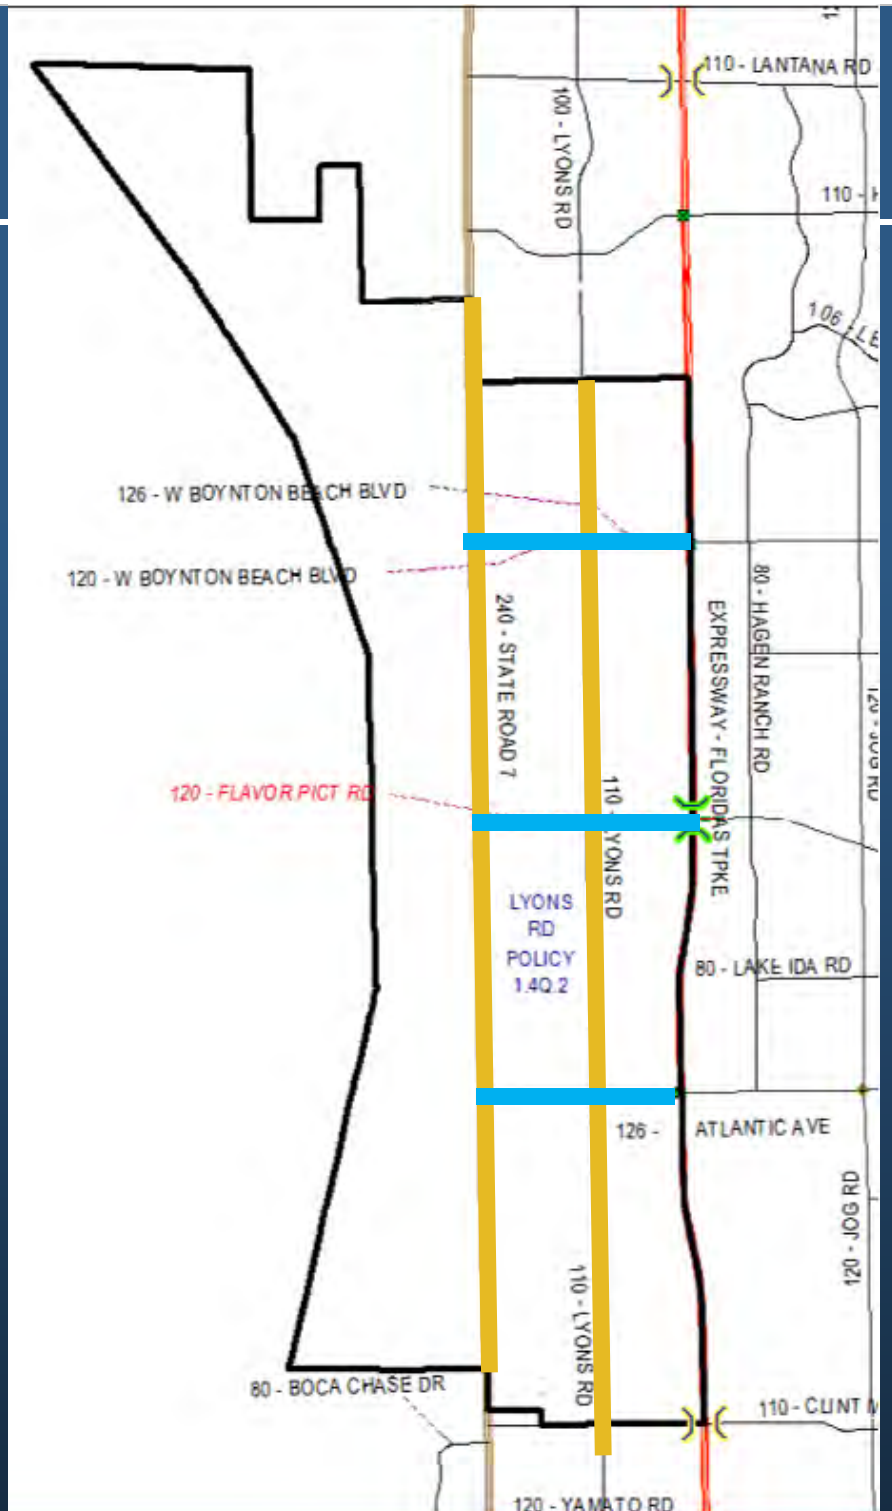 110 - LANTANA RD
100 - LYONS RD
110 -
106 - LE
126 - W BOYNTON BEACH BLVD
120 - W BOYNTON BEACH BLVD
80 - HAGEN RANCH RD
240 - STATE ROAD 7
EXPRESSWAY - FLORIDAS TPKE
120 - JOG RD
120 - FLAVOR PICT RD
110 - LYONS RD
LYONS
RD
POLICY
1.4Q.2
80 - LAKE IDA RD
126 - ATLANTIC AVE
120 - JOG RD
110 - LYONS RD
80 - BOCA CHASE DR
110 - CLINT M
120 - YAMATO RD